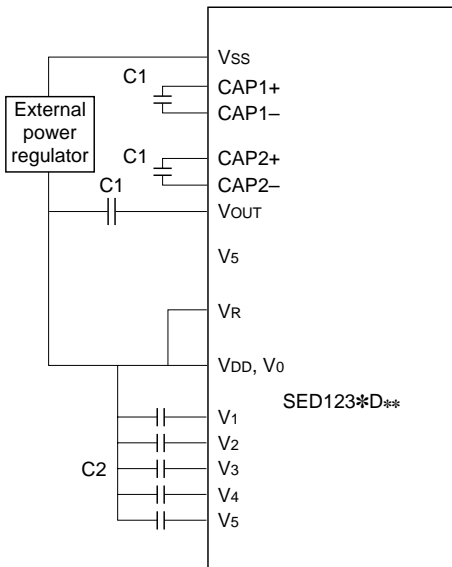 VSS
C1
CAP1+
CAP1–
External
power
regulator
C1
CAP2+
CAP2–
C1
VOUT
V5
VR
VDD, V0
SED123*D**
V1
V2
C2
V3
V4
V5